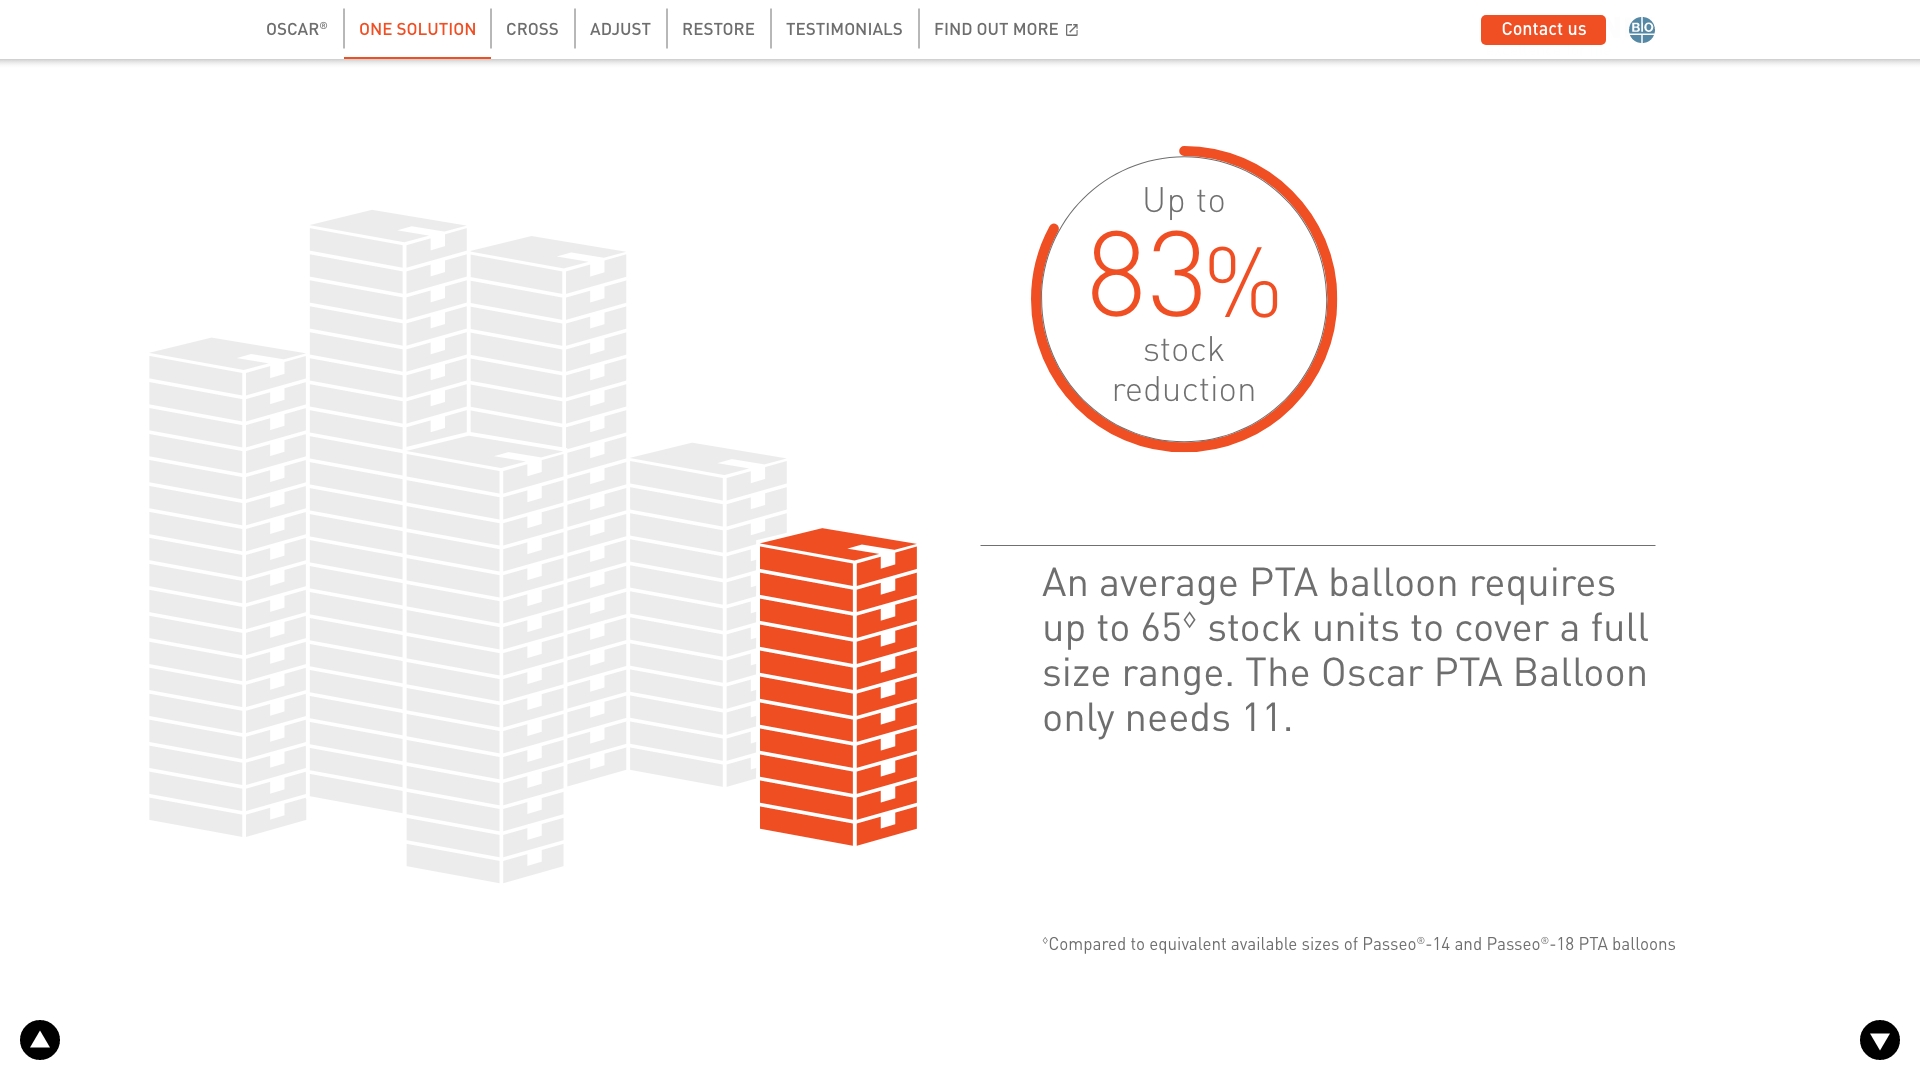 OSCAR®
ONE SOLUTION
CROSS
ADJUST
RESTORE
TESTIMONIALS
FIND OUT MORE
Contact us
BIO
Up to
83%
stock
reduction
An average PTA balloon requires
up to 65◊ stock units to cover a full
size range. The Oscar PTA Balloon
only needs 11.
◊Compared to equivalent available sizes of Passeo®-14 and Passeo®-18 PTA balloons